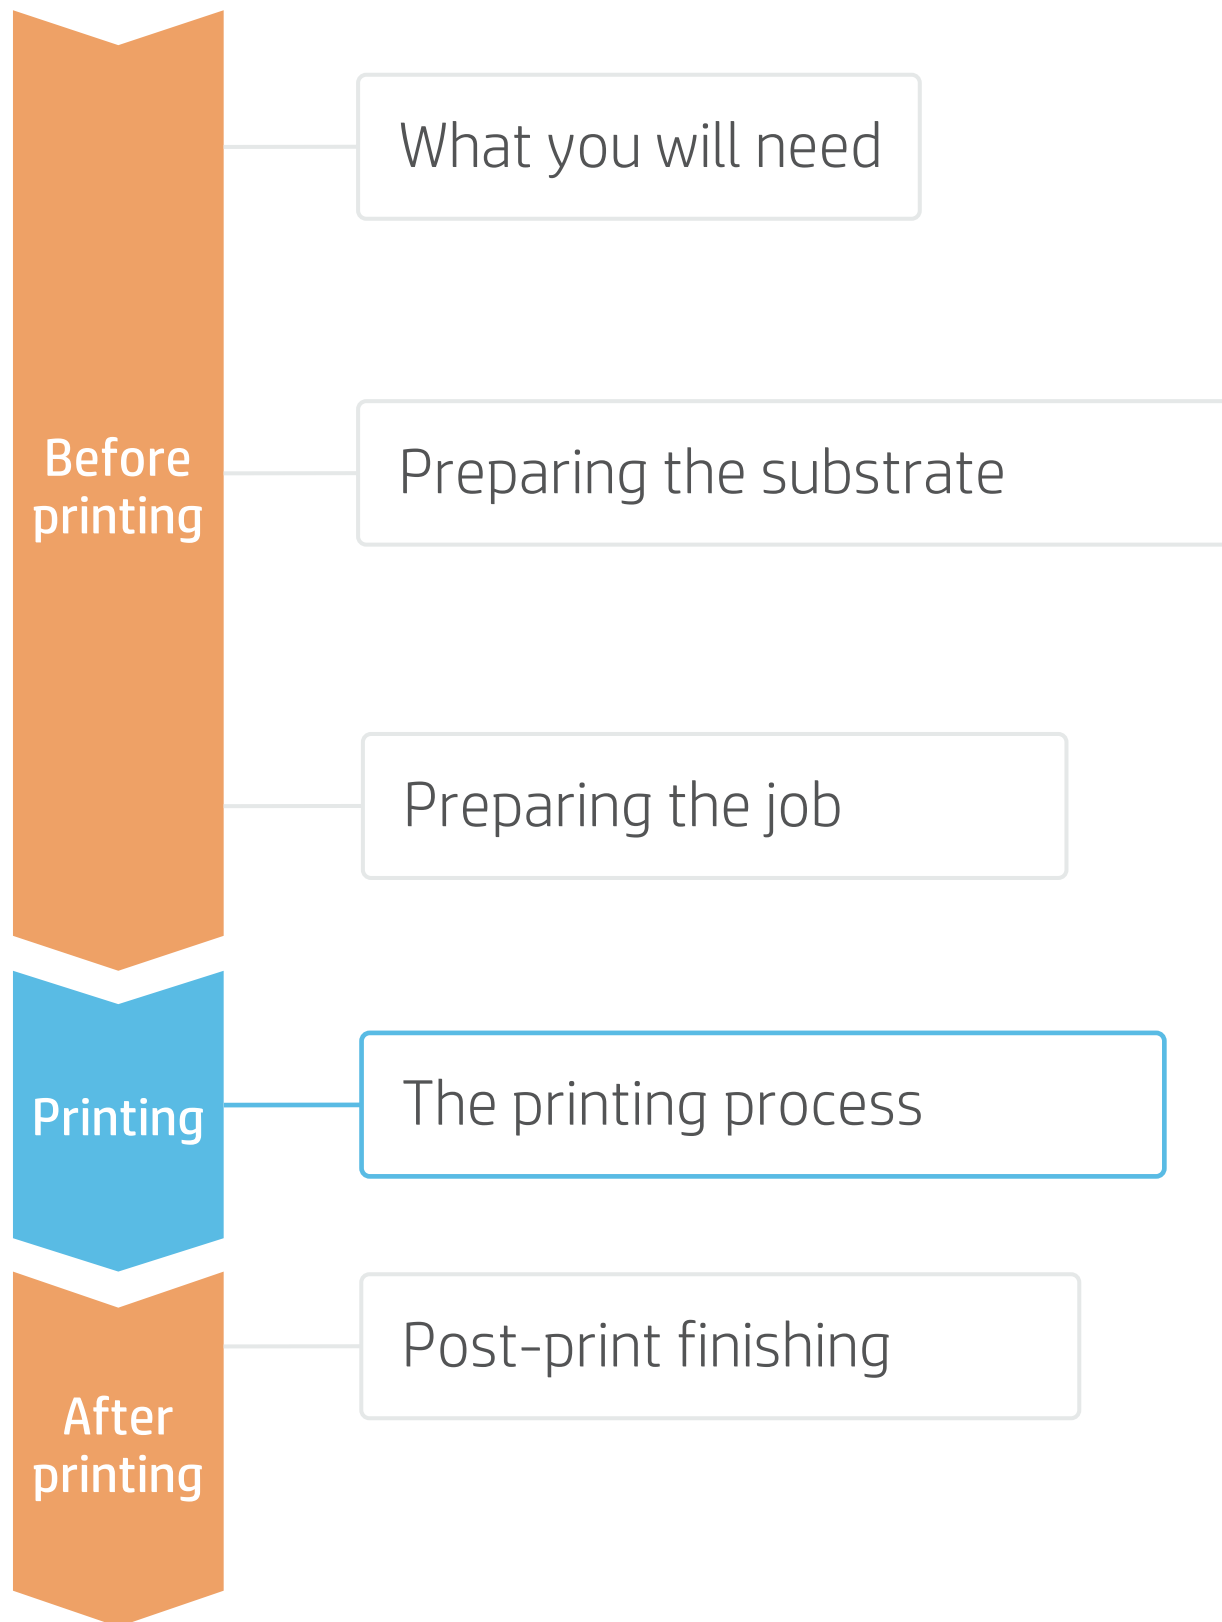 What you will need
Before
printing
Preparing the substrate
Preparing the job
Printing
The printing process
After
printing
Post-print finishing